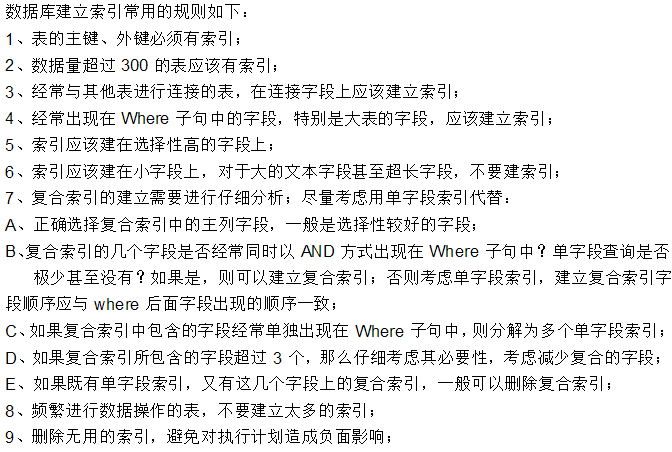 数据库建立索引常用的规则如下：
1、表的主键、外键必须有索引；
2、数据量超过 300 的表应该有索引；
3、经常与其他表进行连接的表，在连接字段上应该建立索引；
4、经常出现在 Where 子句中的字段，特别是大表的字段，应该建立索引；
5、索引应该建在选择性高的字段上；
6、索引应该建在小字段上，对于大的文本字段甚至超长字段，不要建索引；
7、复合索引的建立需要进行仔细分析；尽量考虑用单字段索引代替：
A、正确选择复合索引中的主列字段，一般是选择性较好的字段；
B、复合索引的几个字段是否经常同时以 AND 方式出现在 Where 子句中？单字段查询是否
极少甚至没有？如果是，则可以建立复合索引；否则考虑单字段索引，建立复合索引字
段顺序应与 where 后面字段出现的顺序一致；
C、如果复合索引中包含的字段经常单独出现在 Where 子句中，则分解为多个单字段索引；
D、如果复合索引所包含的字段超过 3 个，那么仔细考虑其必要性，考虑减少复合的字段；
E、如果既有单字段索引，又有这几个字段上的复合索引，一般可以删除复合索引；
8、频繁进行数据操作的表，不要建立太多的索引；
9、删除无用的索引，避免对执行计划造成负面影响；